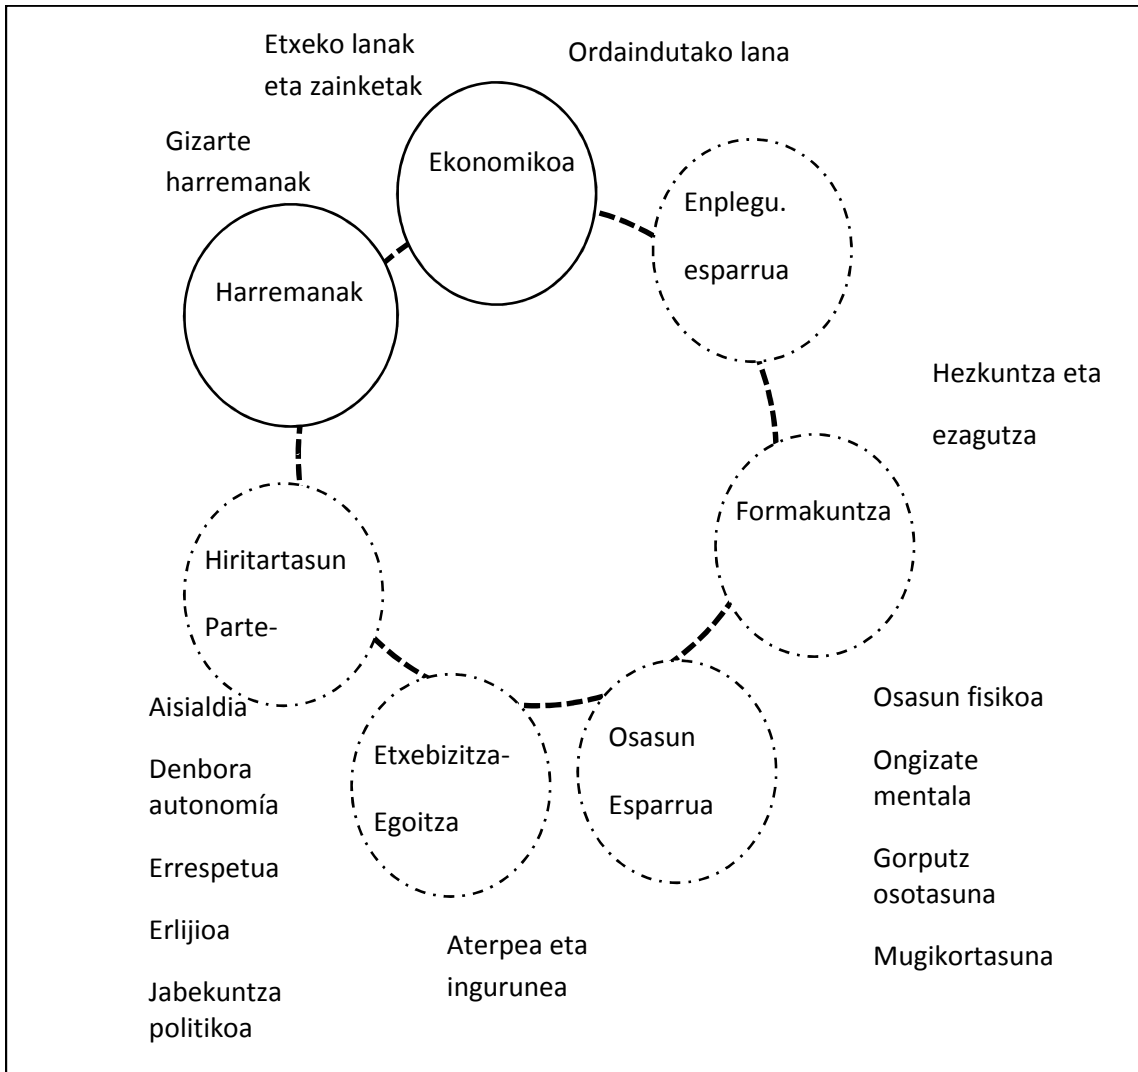 Etxeko lanak
eta zainketak
Ordaindutako lana
Gizarte
harremanak
Ekonomikoa
Enplegu.
esparrua
Harremanak
Hezkuntza eta
ezagutza
Formakuntza
Hiritartasun
Parte-
Aisialdia
Denbora
autonomía
Errespetua
Erlijioa
Jabekuntza
politikoa
Etxebizitza-
Egoitza
Osasun
Esparrua
Aterpea eta
ingurunea
Osasun fisikoa
Ongizate
mentala
Gorputz
osotasuna
Mugikortasuna